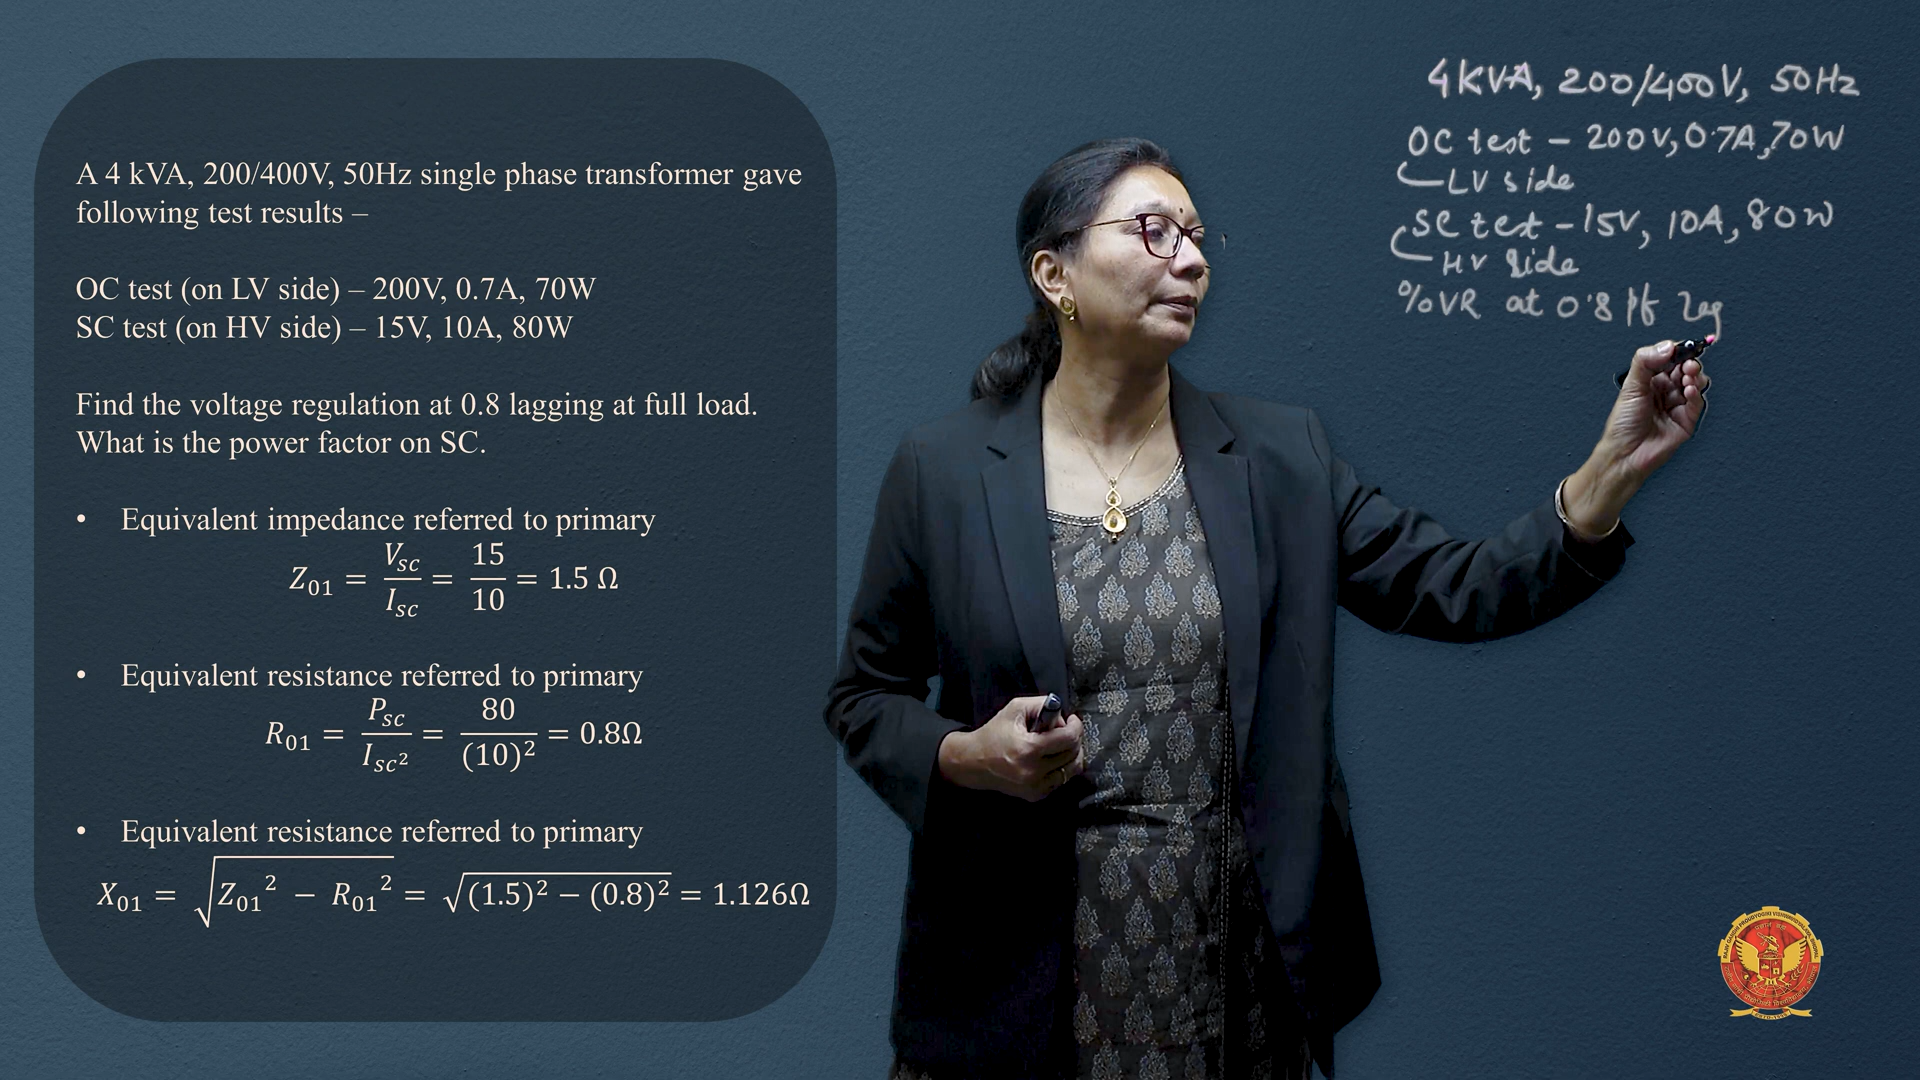 A 4 kVA, 200/400V, 50Hz single phase transformer gave
following test results –
OC test (on LV side) – 200V, 0.7A, 70W
SC test (on HV side) – 15V, 10A, 80W
Find the voltage regulation at 0.8 lagging at full load.
What is the power factor on SC.
• Equivalent impedance referred to primary
Z₀₁ = Vsc/Isc = 15/10 = 1.5 Ω
• Equivalent resistance referred to primary
R₀₁ = Psc/Isc² = 80/(10)² = 0.8Ω
• Equivalent resistance referred to primary
X₀₁ = √(Z₀₁² − R₀₁²) = √((1.5)² − (0.8)²) = 1.126Ω
4KVA, 200/400V, 50Hz
OC test – 200V, 0.7A, 70W
LV side
SC test – 15V, 10A, 80W
HV side
%VR at 0.8 pf lag